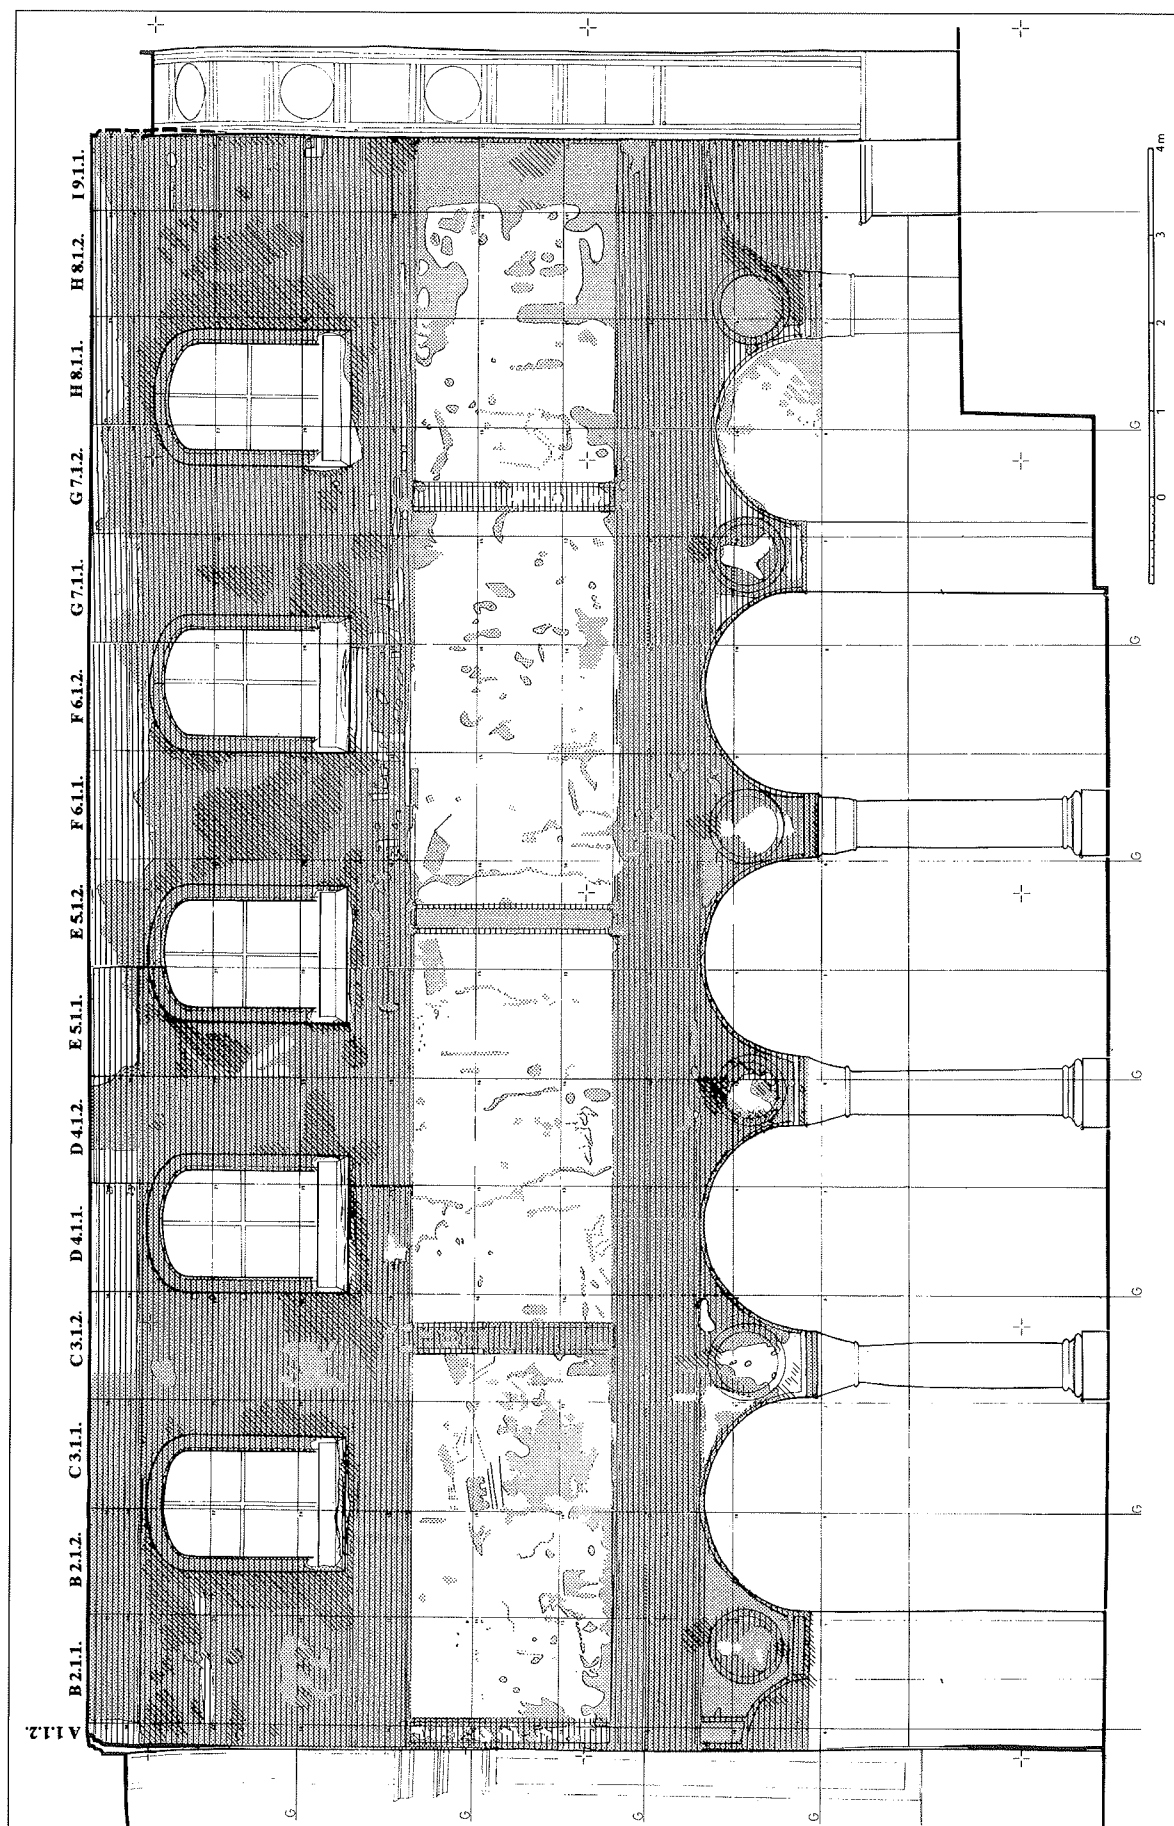 A 1.1.2.
B 2.1.1.
B 2.1.2.
C 3.1.1.
C 3.1.2.
D 4.1.1.
D 4.1.2.
E 5.1.1.
E 5.1.2.
F 6.1.1.
F 6.1.2.
G 7.1.1.
G 7.1.2.
H 8.1.1.
H 8.1.2.
I 9.1.1.
0
1
2
3
4m
G
G
G
G
G
G
G
G
G
G